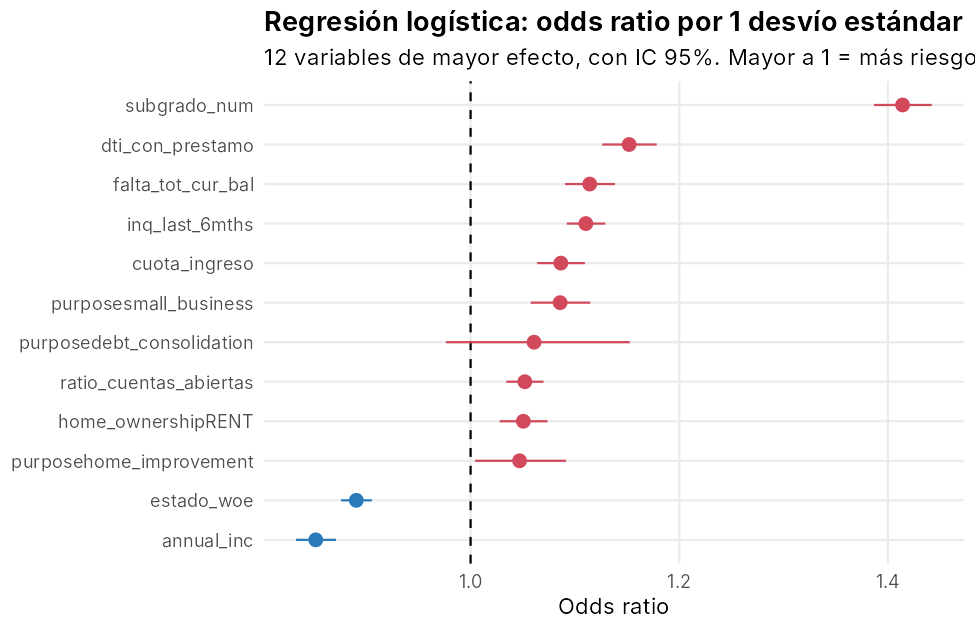 Regresión logística: odds ratio por 1 desvío estándar
12 variables de mayor efecto, con IC 95%. Mayor a 1 = más riesgo
subgrado_num
dti_con_prestamo
falta_tot_cur_bal
inq_last_6mths
cuota_ingreso
purposesmall_business
purposedebt_consolidation
ratio_cuentas_abiertas
home_ownershipRENT
purposehome_improvement
estado_woe
annual_inc
1.0 1.2 1.4
Odds ratio